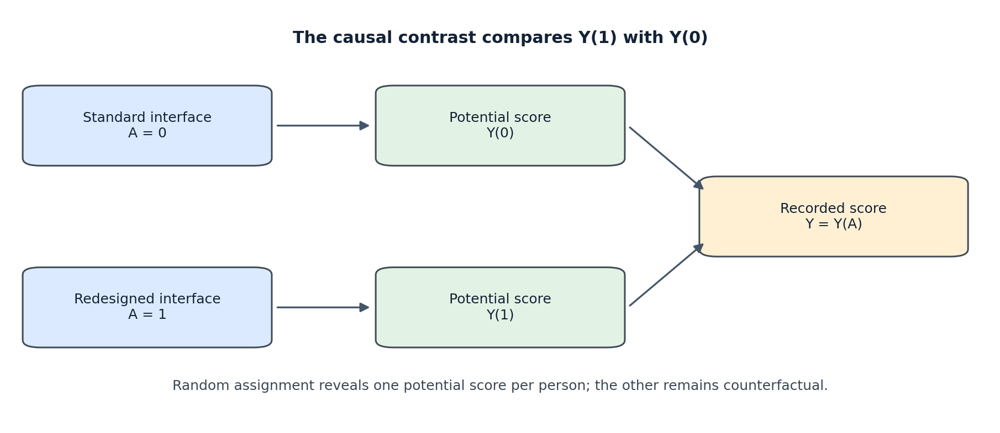 The causal contrast compares Y(1) with Y(0)
Standard interface
A = 0
Potential score
Y(0)
Recorded score
Y = Y(A)
Redesigned interface
A = 1
Potential score
Y(1)
Random assignment reveals one potential score per person; the other remains counterfactual.